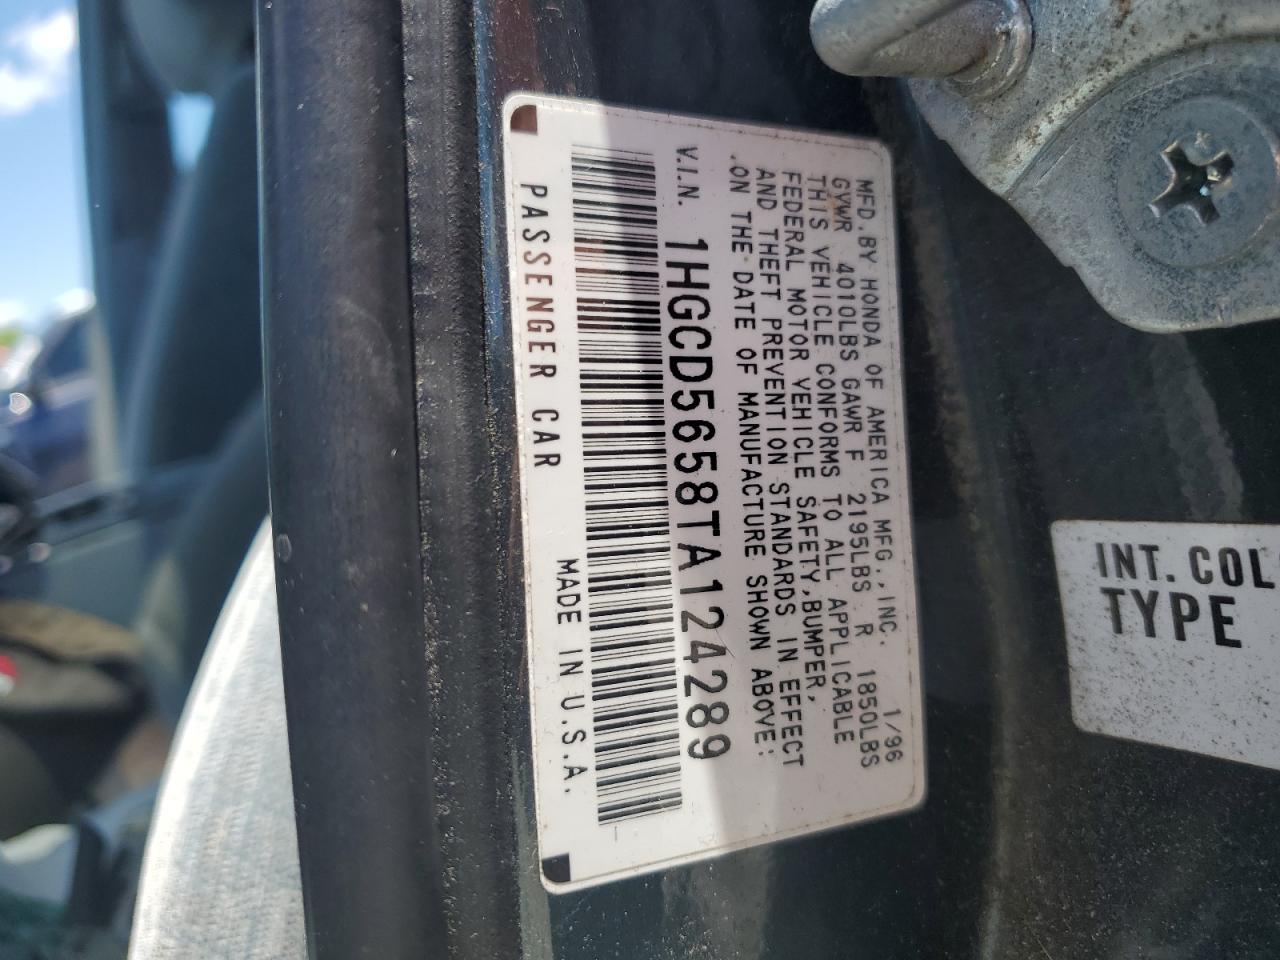 MFD. BY HONDA OF AMERICA MFG., INC. 1/96
GVWR 4010LBS GAWR F 2195LBS R 1850LBS
THIS VEHICLE CONFORMS TO ALL APPLICABLE
FEDERAL MOTOR VEHICLE SAFETY, BUMPER,
AND THEFT PREVENTION STANDARDS IN EFFECT
ON THE DATE OF MANUFACTURE SHOWN ABOVE:
V.I.N. 1HGCD5658TA124289
PASSENGER CAR MADE IN U.S.A.
INT. COL
TYPE